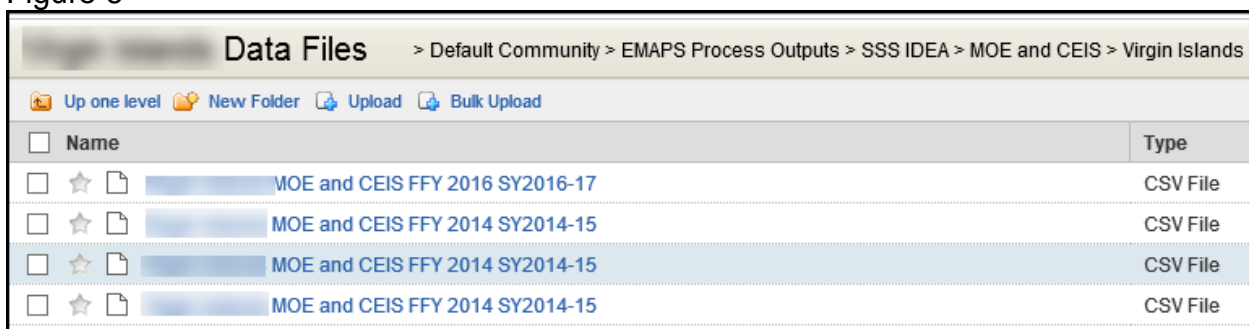 Data Files > Default Community > EMAPS Process Outputs > SSS IDEA > MOE and CEIS > Virgin Islands
Up one level New Folder Upload Bulk Upload
Name Type
MOE and CEIS FFY 2016 SY2016-17 CSV File
MOE and CEIS FFY 2014 SY2014-15 CSV File
MOE and CEIS FFY 2014 SY2014-15 CSV File
MOE and CEIS FFY 2014 SY2014-15 CSV File